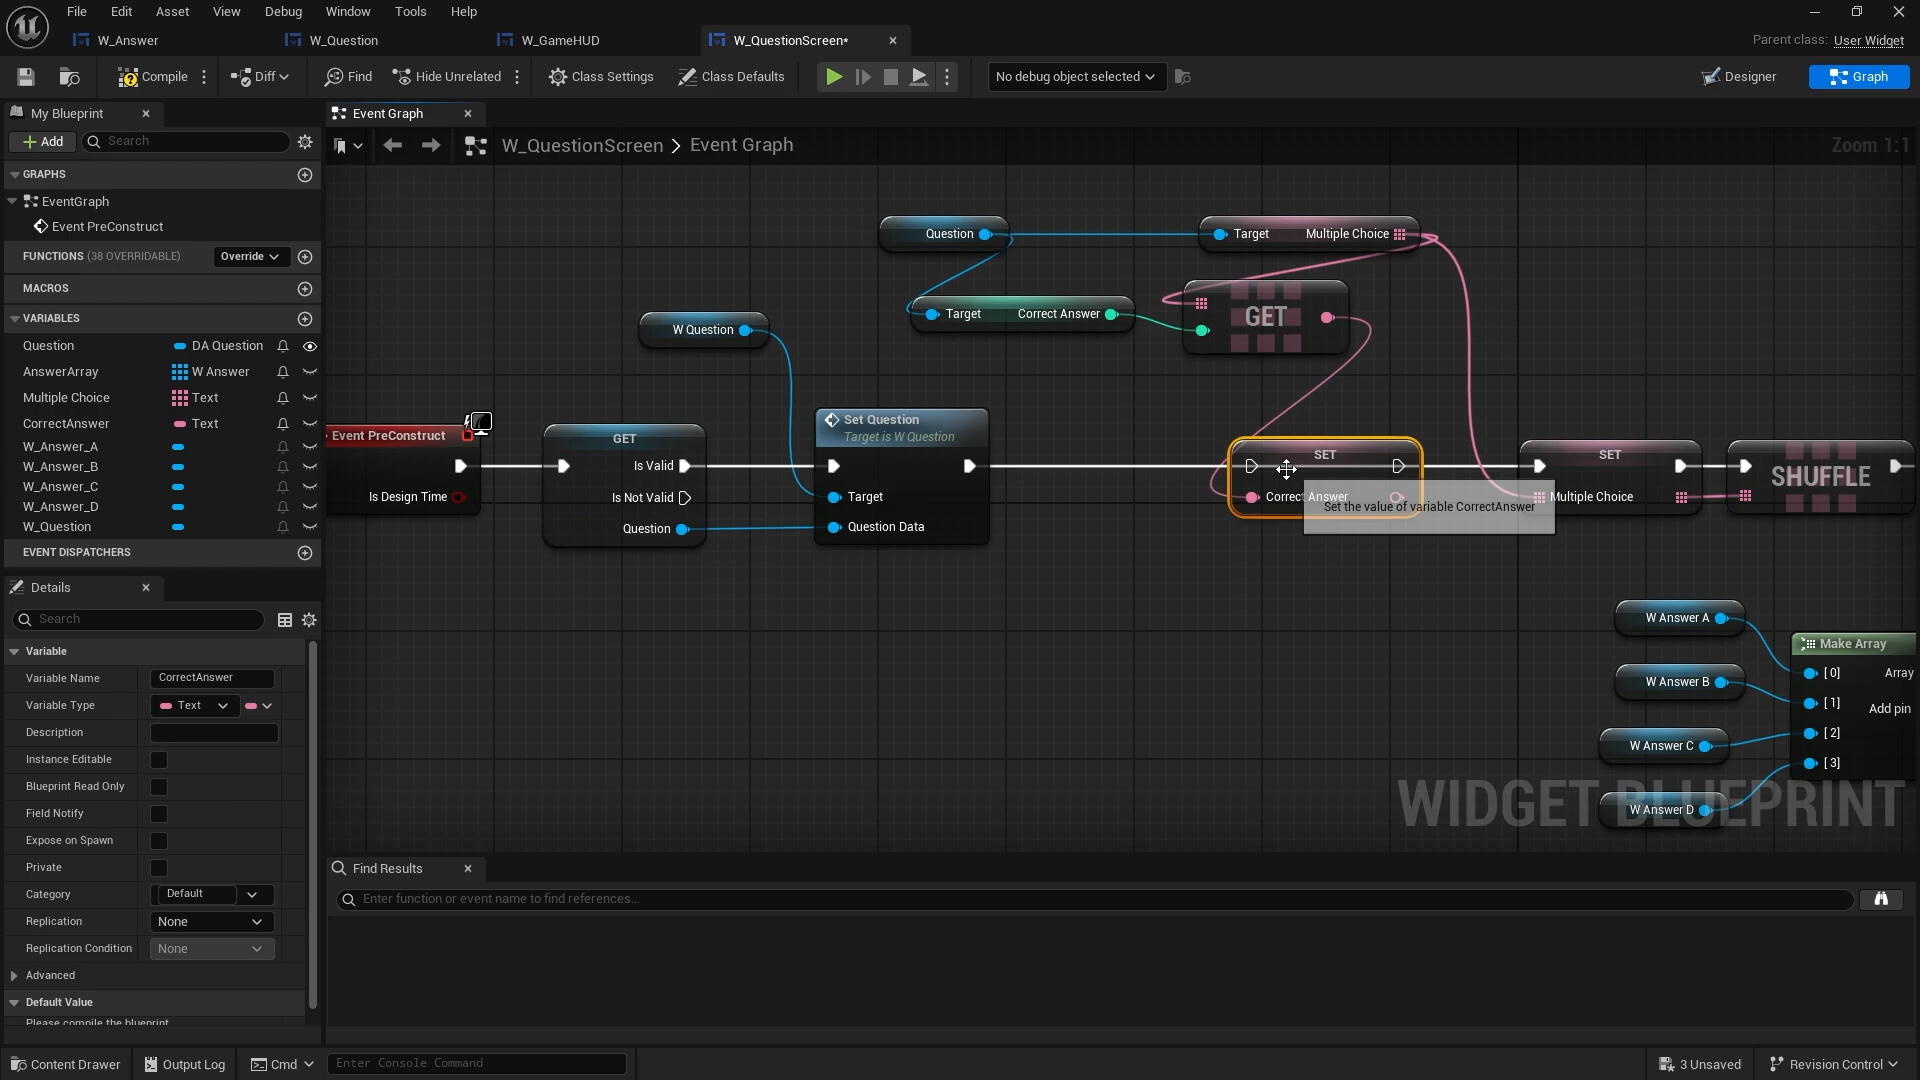 File Edit Asset View Debug Window Tools Help
W_Answer W_Question W_GameHUD W_QuestionScreen*
Parent class: User Widget
Compile Diff Find Hide Unrelated Class Settings Class Defaults No debug object selected Designer Graph
My Blueprint
Add Search
GRAPHS
EventGraph
Event PreConstruct
FUNCTIONS (38 OVERRIDABLE) Override
MACROS
VARIABLES
Question DA Question
AnswerArray W Answer
Multiple Choice Text
CorrectAnswer Text
W_Answer_A
W_Answer_B
W_Answer_C
W_Answer_D
W_Question
EVENT DISPATCHERS
Details
Search
Variable
Variable Name CorrectAnswer
Variable Type Text
Description
Instance Editable
Blueprint Read Only
Field Notify
Expose on Spawn
Private
Category Default
Replication None
Replication Condition None
Advanced
Default Value
Please compile the blueprint
Event Graph
W_QuestionScreen > Event Graph
Zoom 1:1
Question
Target Multiple Choice
Target Correct Answer
GET
W Question
Event PreConstruct
Is Design Time
GET
Is Valid
Is Not Valid
Question
Set Question
Target is W Question
Target
Question Data
SET
Correct Answer
Set the value of variable CorrectAnswer
SET
Multiple Choice
SHUFFLE
W Answer A
W Answer B
W Answer C
W Answer D
Make Array
[0] Array
[1] Add pin
[2]
[3]
WIDGET BLUEPRINT
Find Results
Enter function or event name to find references...
Content Drawer Output Log Cmd Enter Console Command 3 Unsaved Revision Control